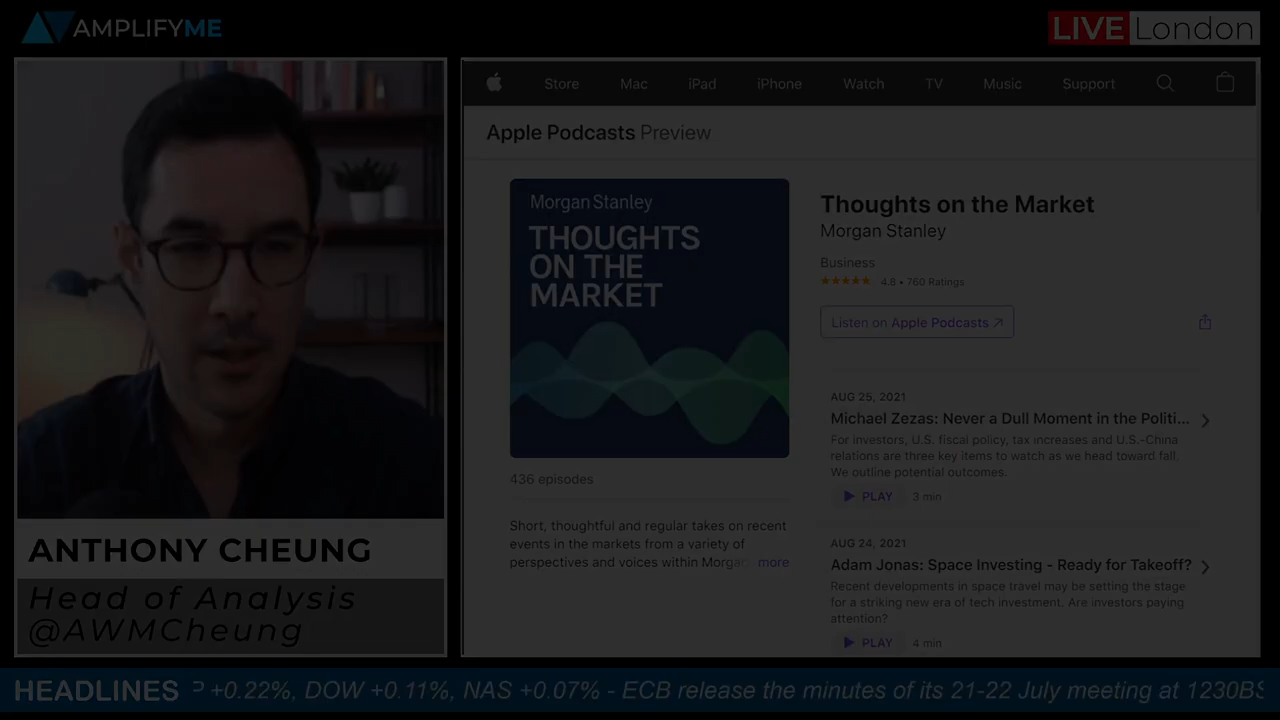 AMPLIFYME
LIVE London
Store Mac iPad iPhone Watch TV Music Support
Apple Podcasts Preview
Morgan Stanley
THOUGHTS
ON THE
MARKET
436 episodes
Short, thoughtful and regular takes on recent
events in the markets from a variety of
perspectives and voices within Morgan more
Thoughts on the Market
Morgan Stanley
Business
★★★★★ 4.8 • 760 Ratings
Listen on Apple Podcasts ↗
AUG 25, 2021
Michael Zezas: Never a Dull Moment in the Politi...
For investors, U.S. fiscal policy, tax increases and U.S.-China
relations are three key items to watch as we head toward fall.
We outline potential outcomes.
PLAY 3 min
AUG 24, 2021
Adam Jonas: Space Investing - Ready for Takeoff?
Recent developments in space travel may be setting the stage
for a striking new era of tech investment. Are investors paying
attention?
PLAY 4 min
ANTHONY CHEUNG
Head of Analysis
@AWMCheung
HEADLINES P +0.22%, DOW +0.11%, NAS +0.07% - ECB release the minutes of its 21-22 July meeting at 1230BS